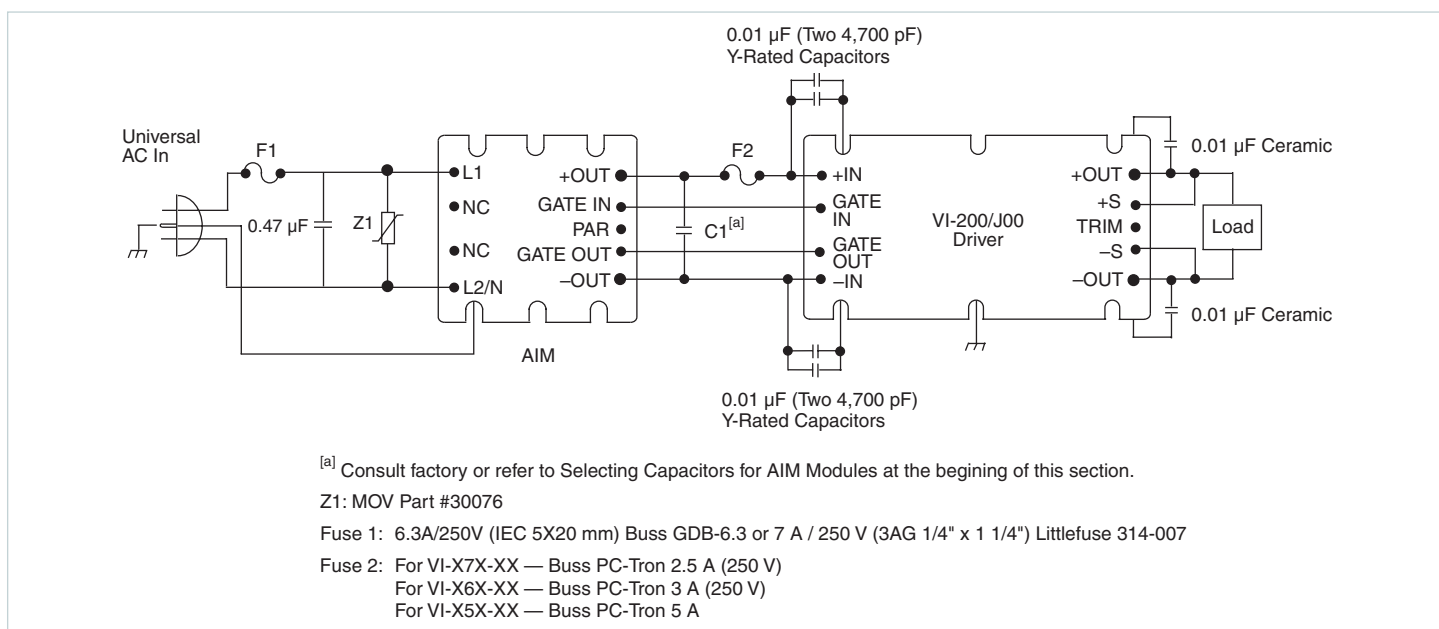 0.01 µF (Two 4,700 pF)
Y-Rated Capacitors
Universal
AC In
F1
0.47 µF
Z1
L1
NC
NC
L2/N
+OUT
GATE IN
PAR
GATE OUT
–OUT
AIM
F2
C1[a]
+IN
GATE
IN
GATE
OUT
–IN
VI-200/J00
Driver
+OUT
+S
TRIM
–S
–OUT
0.01 µF Ceramic
Load
0.01 µF Ceramic
0.01 µF (Two 4,700 pF)
Y-Rated Capacitors
[a] Consult factory or refer to Selecting Capacitors for AIM Modules at the begining of this section.
Z1: MOV Part #30076
Fuse 1: 6.3A/250V (IEC 5X20 mm) Buss GDB-6.3 or 7 A / 250 V (3AG 1/4" x 1 1/4") Littlefuse 314-007
Fuse 2: For VI-X7X-XX — Buss PC-Tron 2.5 A (250 V)
For VI-X6X-XX — Buss PC-Tron 3 A (250 V)
For VI-X5X-XX — Buss PC-Tron 5 A